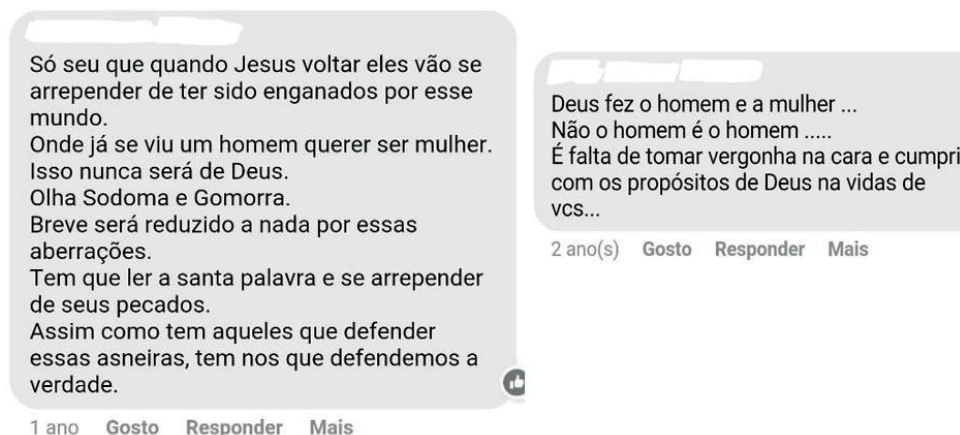 Só seu que quando Jesus voltar eles vão se
arrepender de ter sido enganados por esse
mundo.
Onde já se viu um homem querer ser mulher.
Isso nunca será de Deus.
Olha Sodoma e Gomorra.
Breve será reduzido a nada por essas
aberrações.
Tem que ler a santa palavra e se arrepender
de seus pecados.
Assim como tem aqueles que defender
essas asneiras, tem nos que defendemos a
verdade.
1 ano Gosto Responder Mais
Deus fez o homem e a mulher ...
Não o homem é o homem .....
É falta de tomar vergonha na cara e cumpri
com os propósitos de Deus na vidas de
vcs...
2 ano(s) Gosto Responder Mais